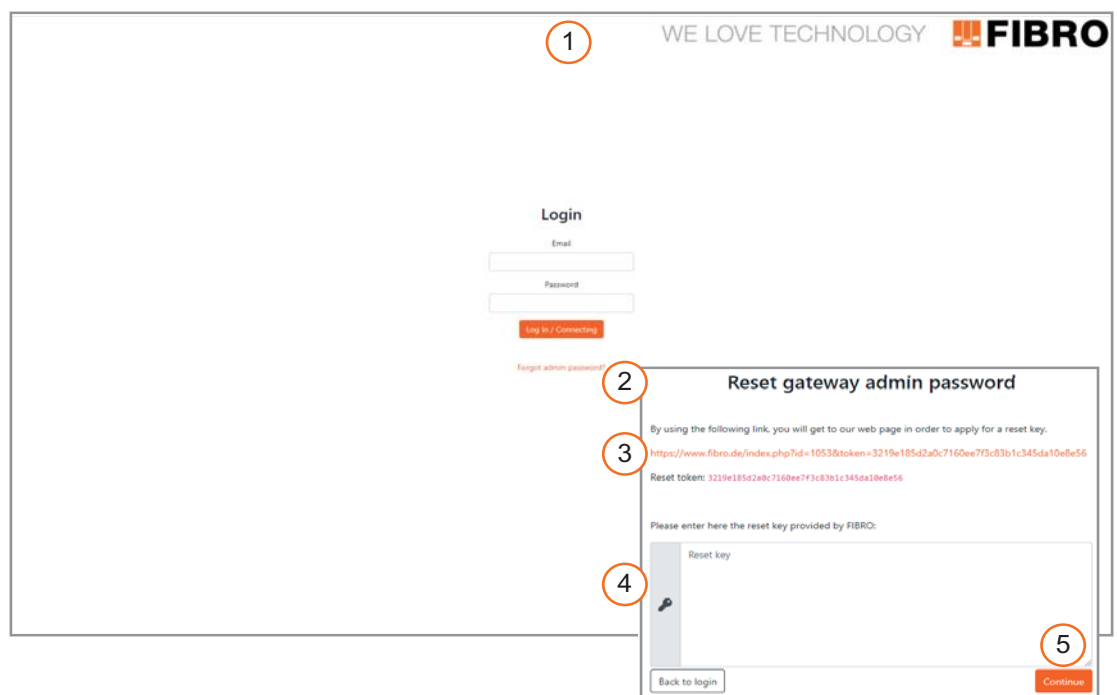 1
WE LOVE TECHNOLOGY FIBRO
Login
Email
Password
Log In / Connecting
Forgot admin password?
2
Reset gateway admin password
By using the following link, you will get to our web page in order to apply for a reset key.
3
https://www.fibro.de/index.php?id=1053&token=3219e185d2a0c7160ee7f3c83b1c345da10e8e56
Reset token: 3219e185d2a0c7160ee7f3c83b1c345da10e8e56
Please enter here the reset key provided by FIBRO:
Reset key
4
5
Back to login
Continue